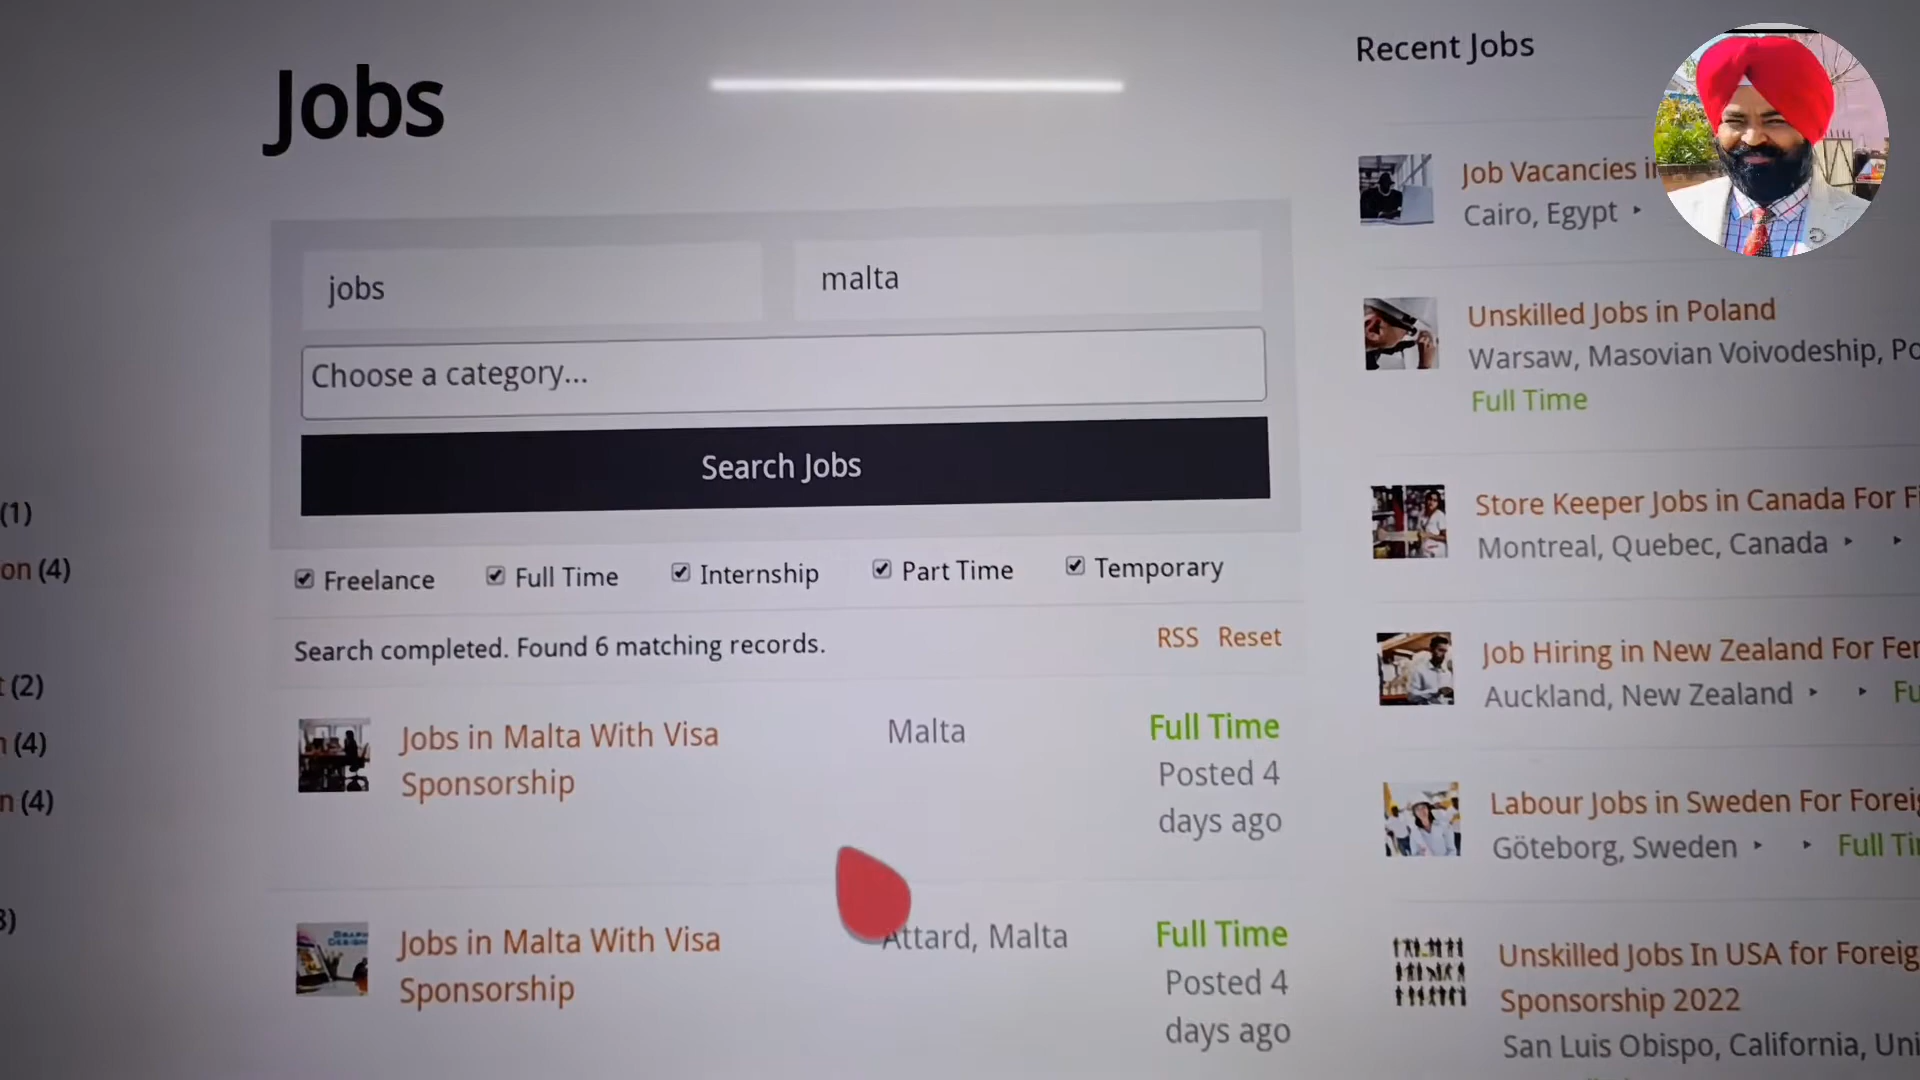 Jobs
jobs
malta
Choose a category...
Search Jobs
Freelance
Full Time
Internship
Part Time
Temporary
Search completed. Found 6 matching records.
RSS Reset
Jobs in Malta With Visa
Sponsorship
Malta
Full Time
Posted 4
days ago
Jobs in Malta With Visa
Sponsorship
Attard, Malta
Full Time
Posted 4
days ago
(1)
on (4)
(2)
(4)
n (4)
Recent Jobs
Job Vacancies
Cairo, Egypt
Unskilled Jobs in Poland
Warsaw, Masovian Voivodeship, Po
Full Time
Store Keeper Jobs in Canada For F
Montreal, Quebec, Canada
Job Hiring in New Zealand For Fe
Auckland, New Zealand
Fu
Labour Jobs in Sweden For Foreig
Göteborg, Sweden
Full Ti
Unskilled Jobs In USA for Foreig
Sponsorship 2022
San Luis Obispo, California, Uni